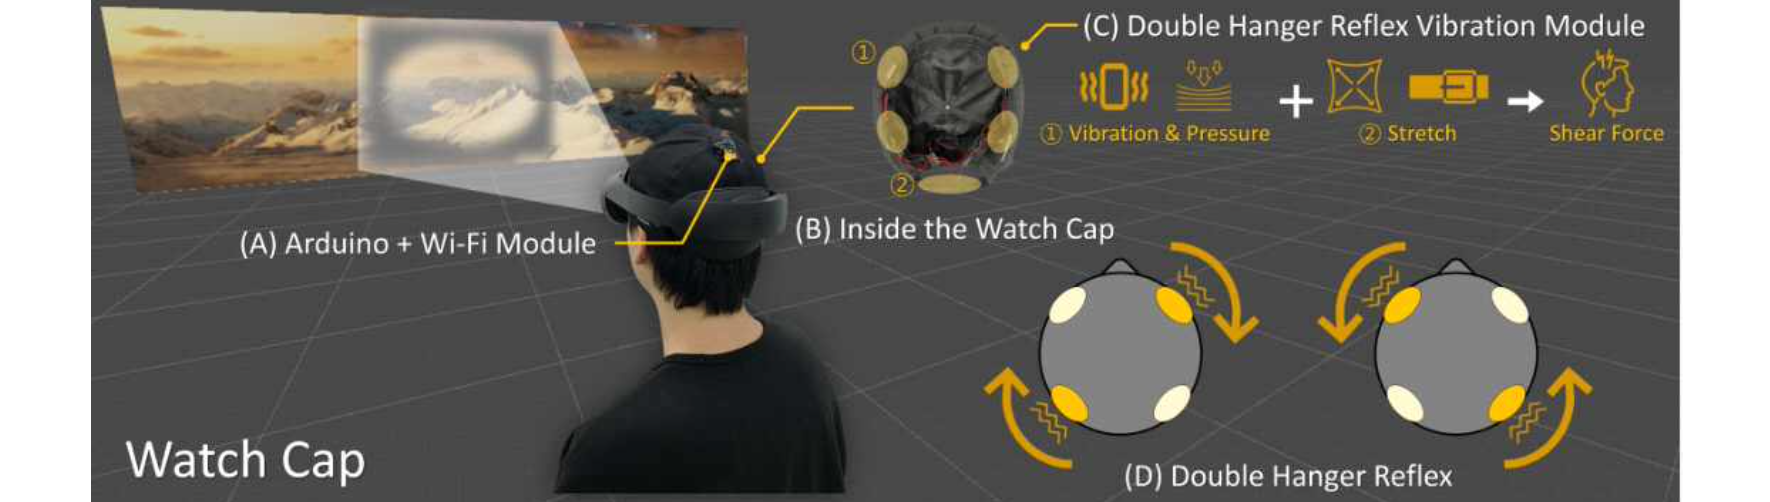 (C) Double Hanger Reflex Vibration Module
①
① Vibration & Pressure
+
② Stretch
Shear Force
②
(A) Arduino + Wi-Fi Module
(B) Inside the Watch Cap
Watch Cap
(D) Double Hanger Reflex